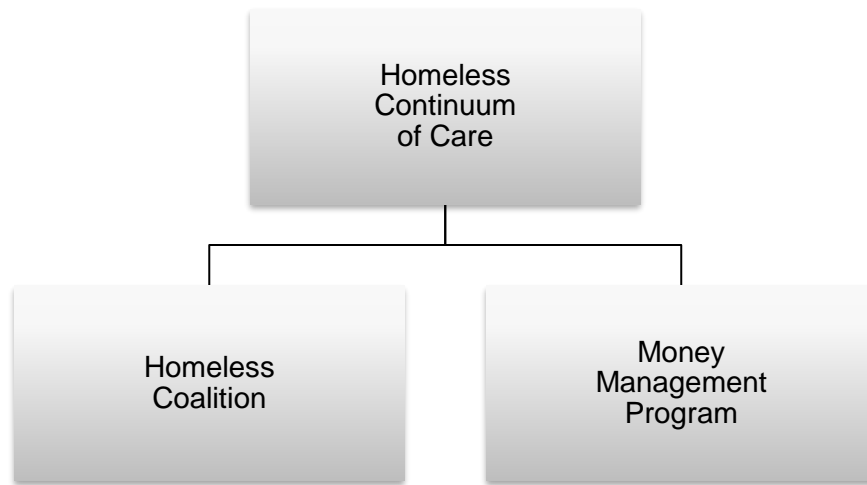 Homeless
Continuum
of Care
Homeless
Coalition
Money
Management
Program